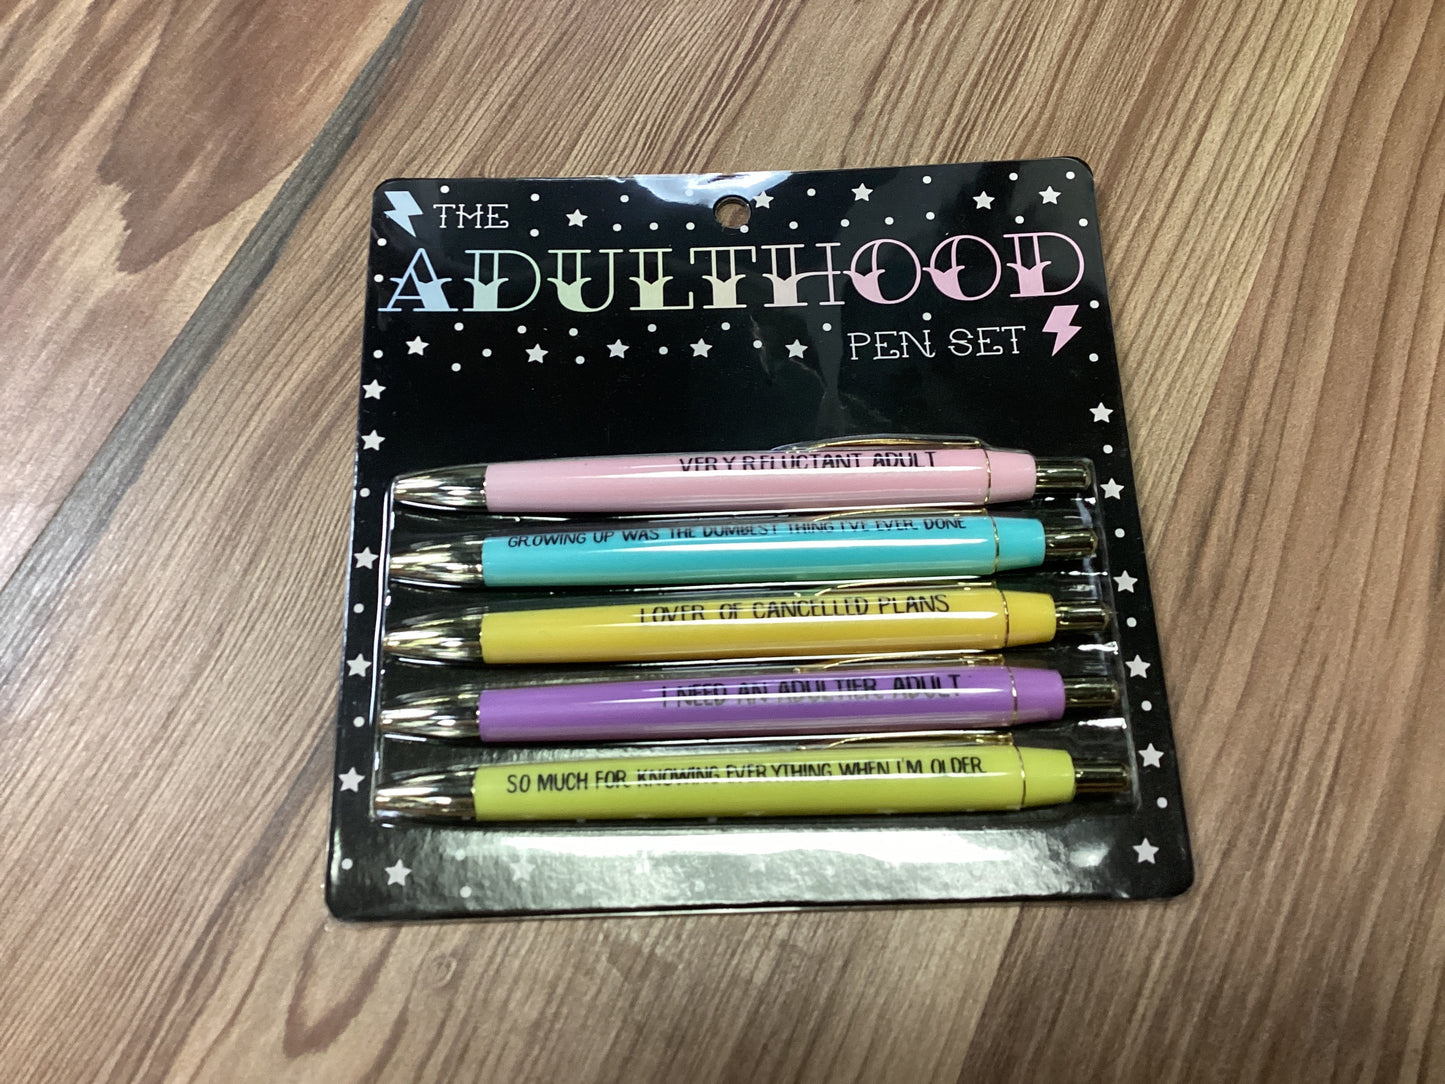 THE
ADULTHOOD
PEN SET
VERY RELUCTANT ADULT
GROWING UP WAS THE DUMBEST THING I'VE EVER DONE
LOVER OF CANCELLED PLANS
I NEED AN ADULTIER ADULT
SO MUCH FOR KNOWING EVERYTHING WHEN I'M OLDER